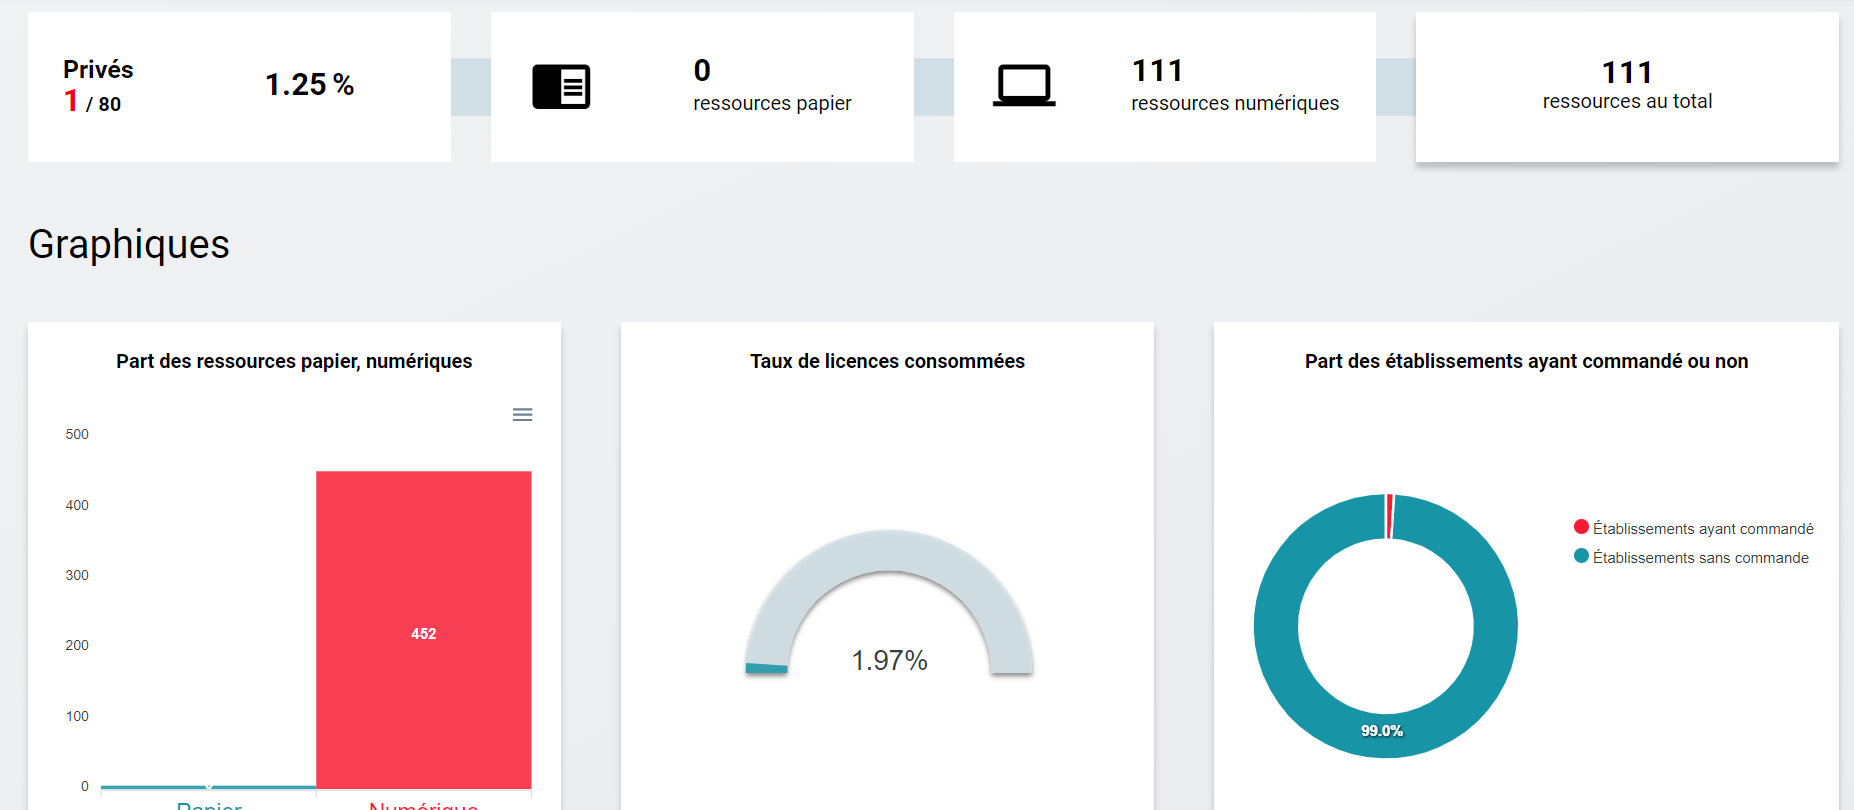 Privés
1 / 80
1.25 %
0
ressources papier
111
ressources numériques
111
ressources au total
Graphiques
Part des ressources papier, numériques
500
400
300
200
100
0
452
Papier
Numérique
Taux de licences consommées
1.97%
Part des établissements ayant commandé ou non
Établissements ayant commandé
Établissements sans commande
99.0%